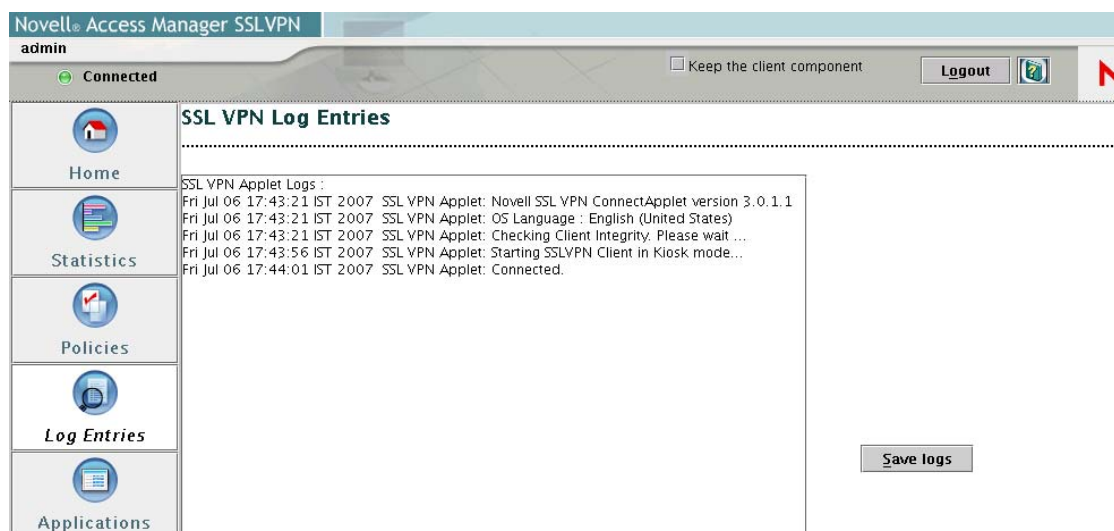 Novell® Access Manager SSLVPN
admin
Connected
Keep the client component
Logout
N
Home
Statistics
Policies
Log Entries
Applications
SSL VPN Log Entries
SSL VPN Applet Logs :
Fri Jul 06 17:43:21 IST 2007 SSL VPN Applet: Novell SSL VPN ConnectApplet version 3.0.1.1
Fri Jul 06 17:43:21 IST 2007 SSL VPN Applet: OS Language : English (United States)
Fri Jul 06 17:43:21 IST 2007 SSL VPN Applet: Checking Client Integrity. Please wait ...
Fri Jul 06 17:43:56 IST 2007 SSL VPN Applet: Starting SSLVPN Client in Kiosk mode...
Fri Jul 06 17:44:01 IST 2007 SSL VPN Applet: Connected.
Save logs